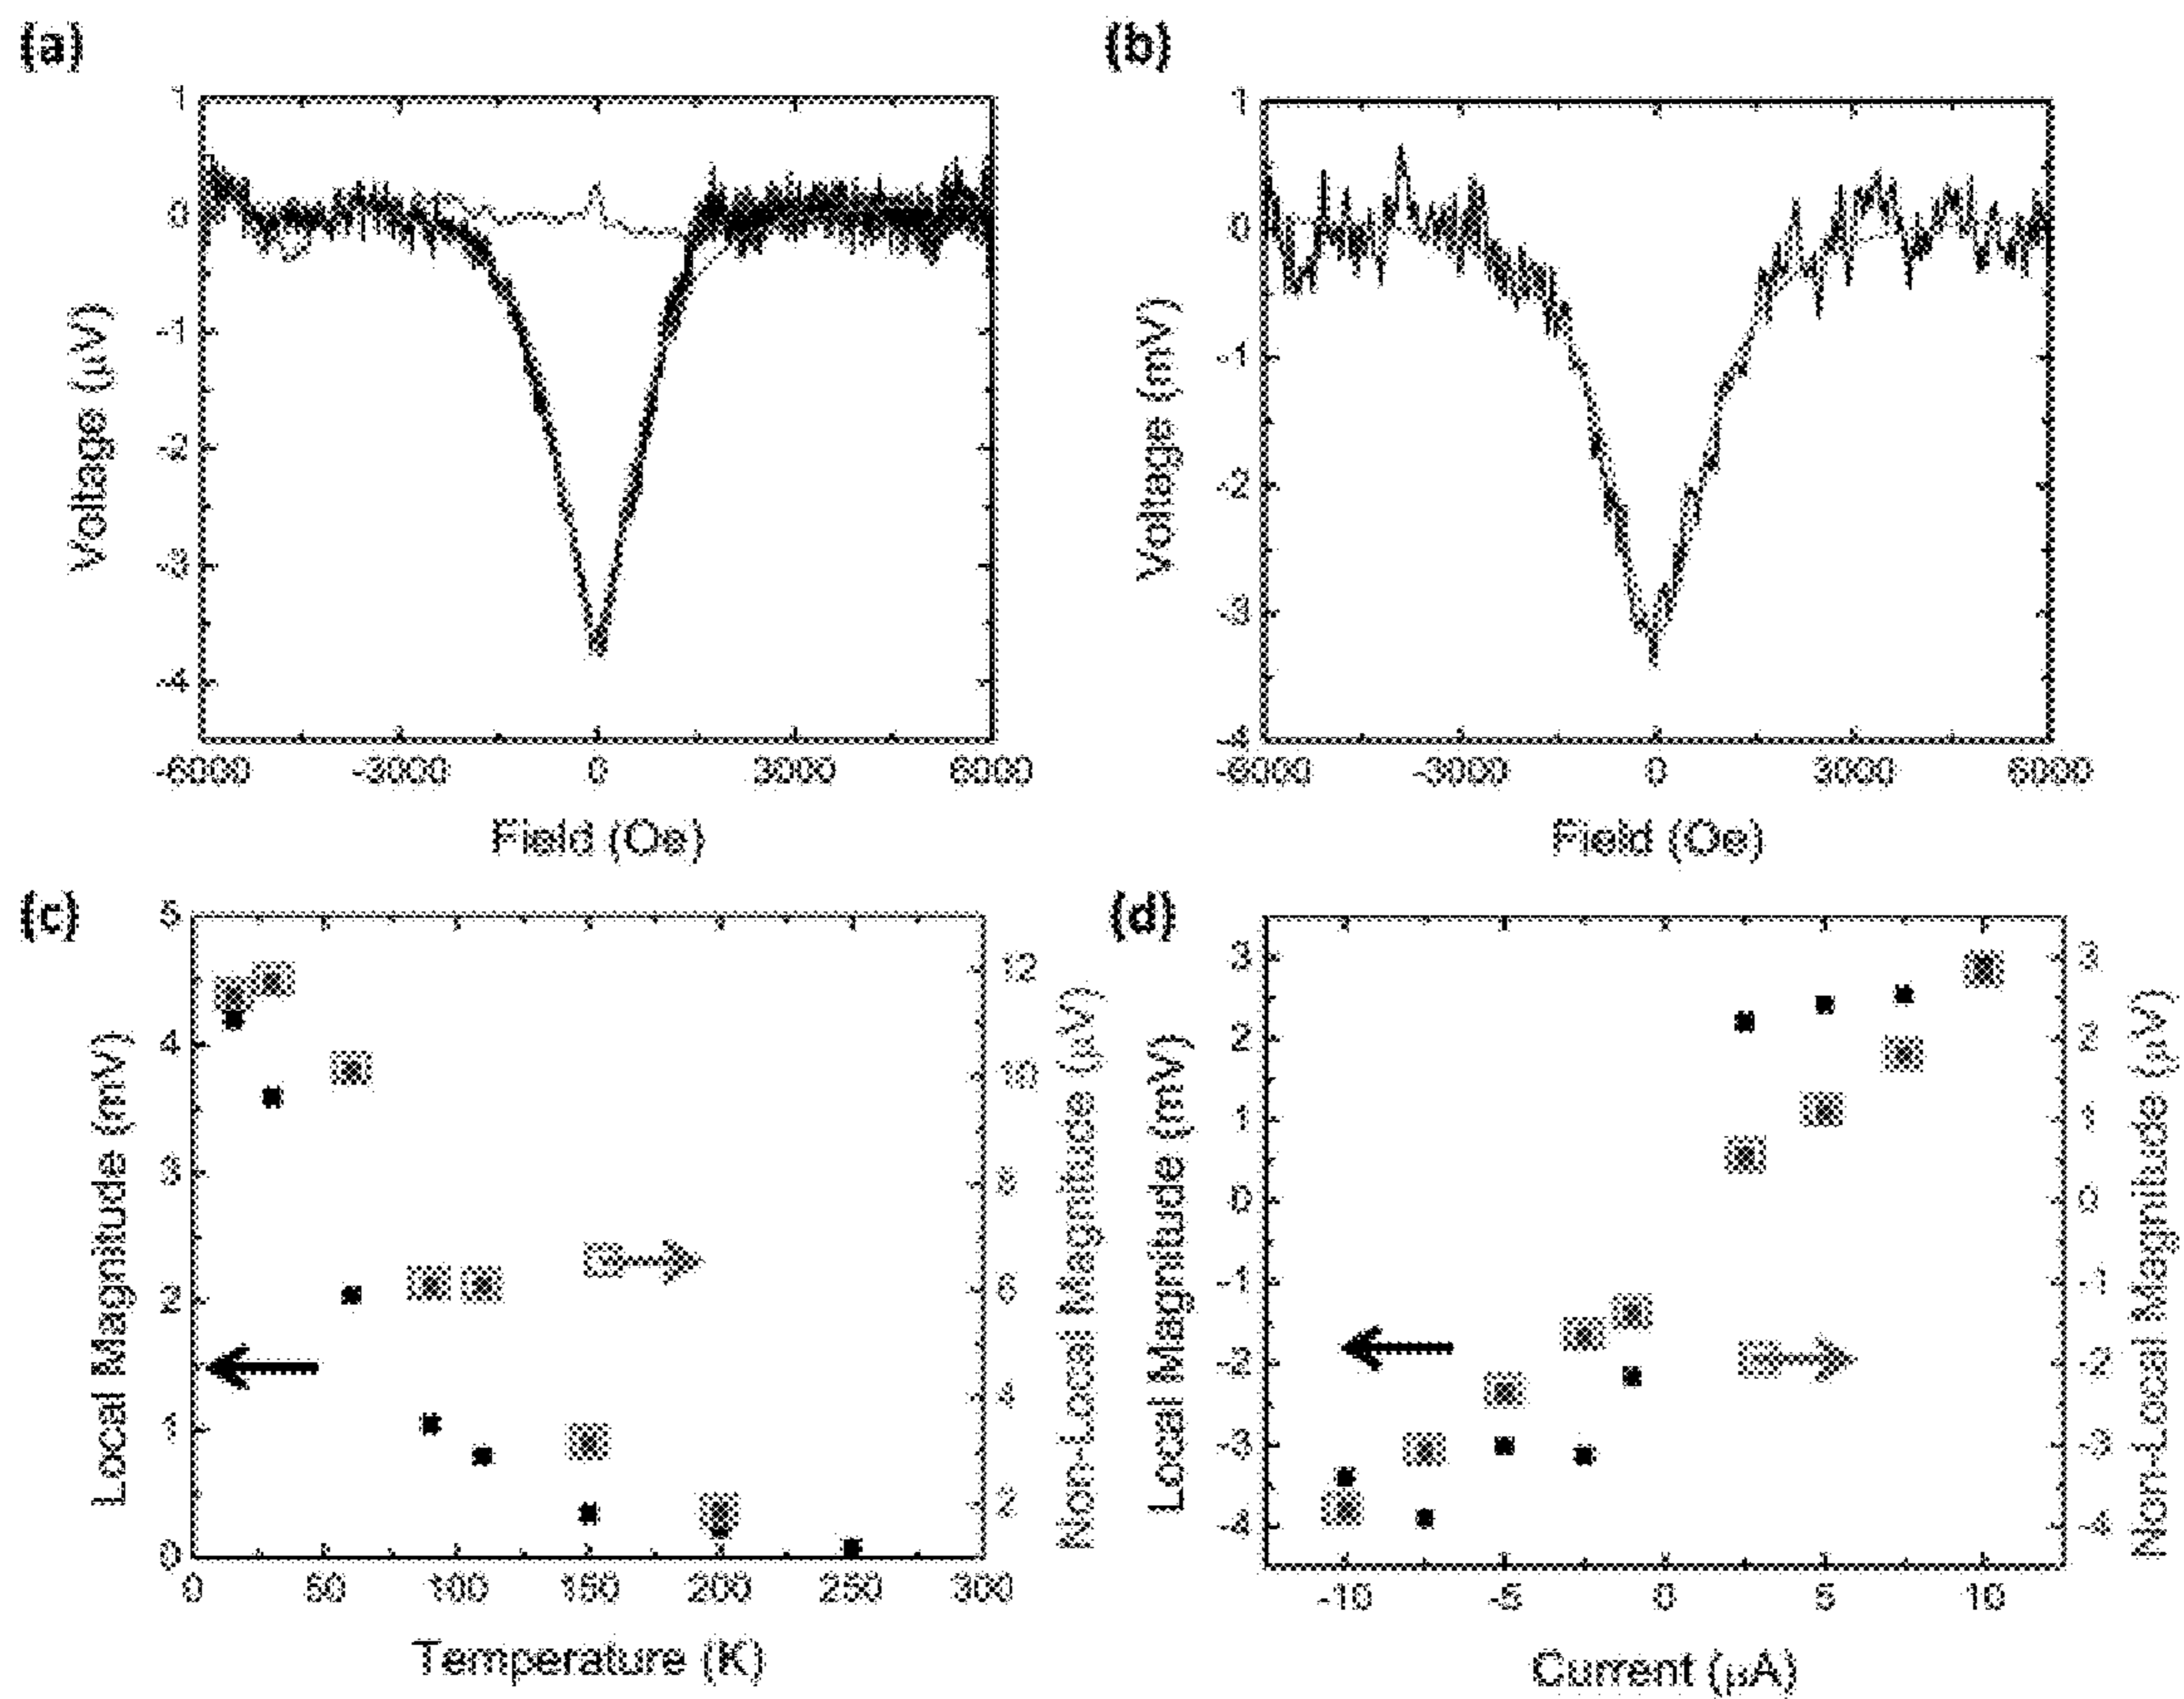 (a)
1
0
-1
-2
-3
-4
Voltage (μV)
-6000 -3000 0 3000 6000
Field (Oe)
(b)
1
0
-1
-2
-3
-4
Voltage (mV)
-6000 -3000 0 3000 6000
Field (Oe)
(c)
5
4
3
2
1
0
Local Magnitude (mV)
12
10
8
6
4
2
Non-Local Magnitude (μV)
0 50 100 150 200 250 300
Temperature (K)
(d)
3
2
1
0
-1
-2
-3
-4
Local Magnitude (mV)
3
2
1
0
-1
-2
-3
-4
Non-Local Magnitude (μV)
-10 -5 0 5 10
Current (μA)